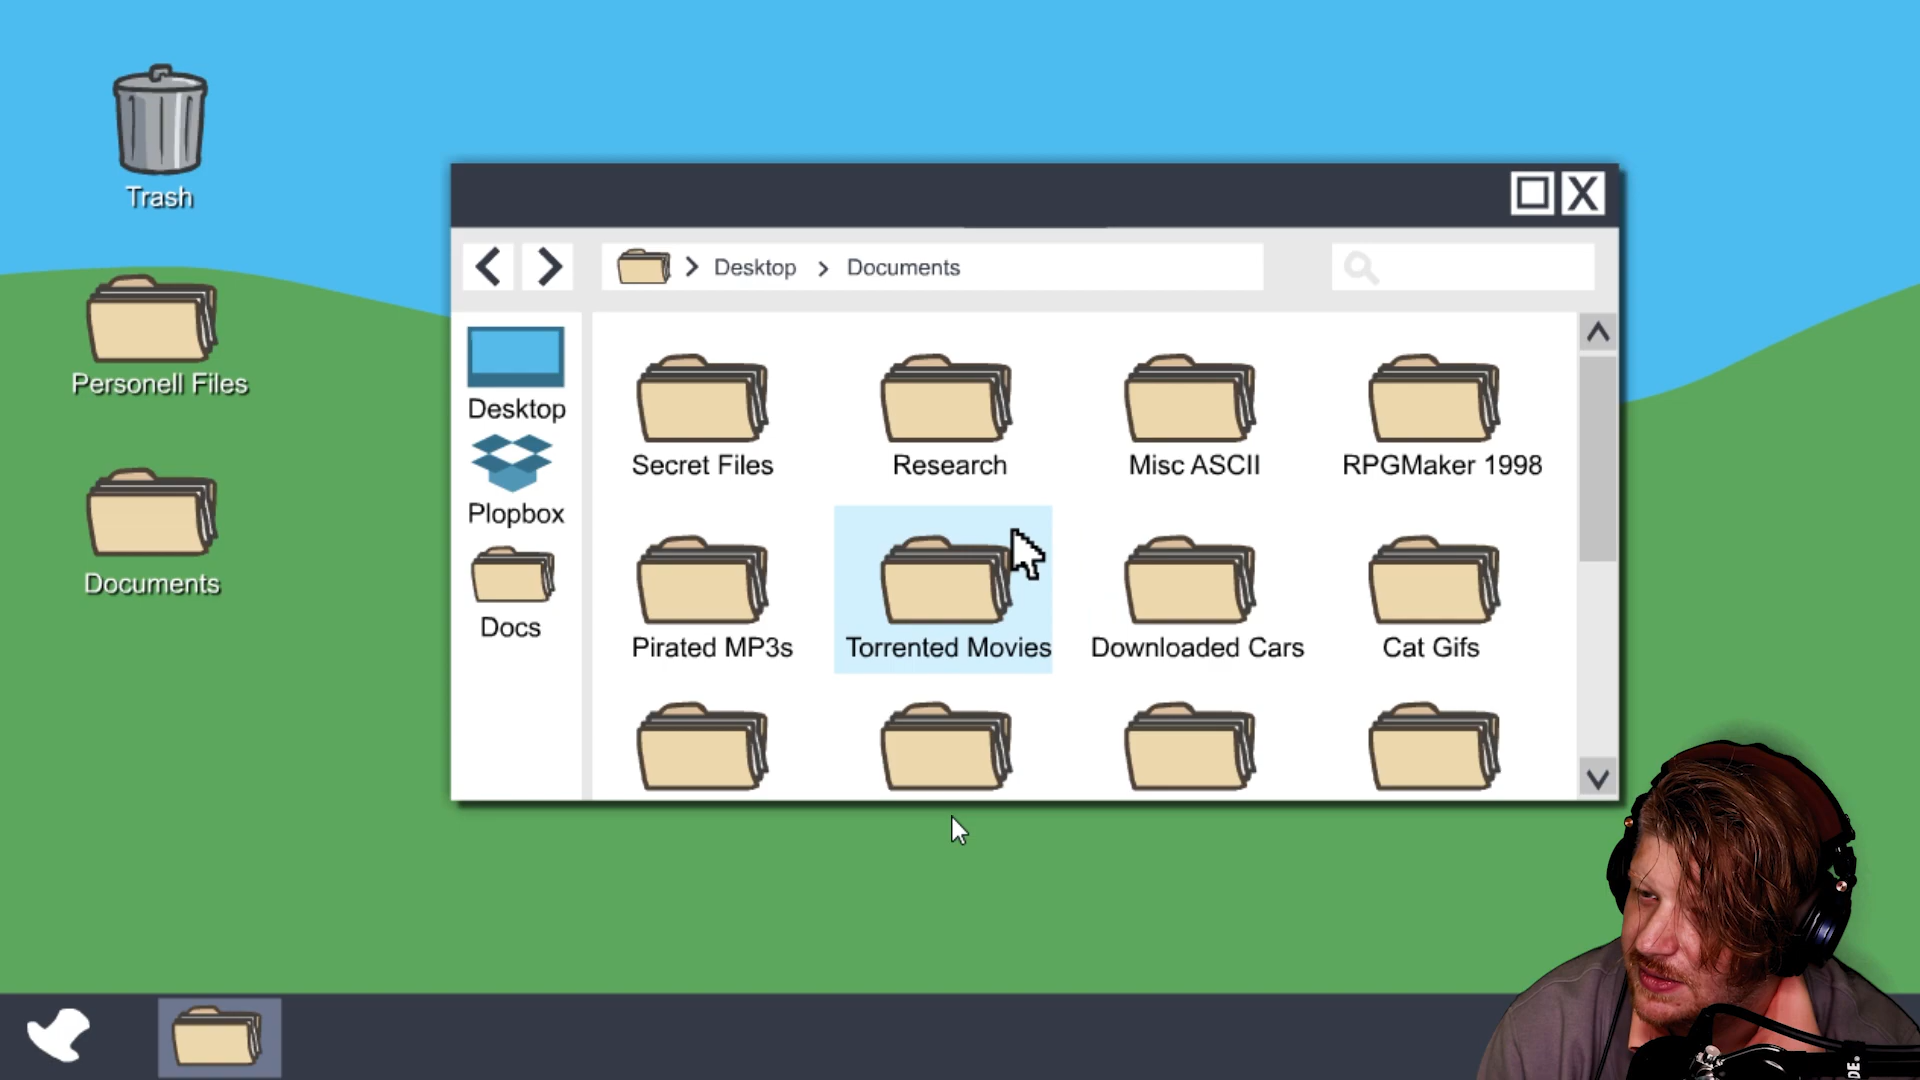 Trash
Personell Files
Documents
Desktop
Documents
Desktop
Plopbox
Docs
Secret Files
Research
Misc ASCII
RPGMaker 1998
Pirated MP3s
Torrented Movies
Downloaded Cars
Cat Gifs